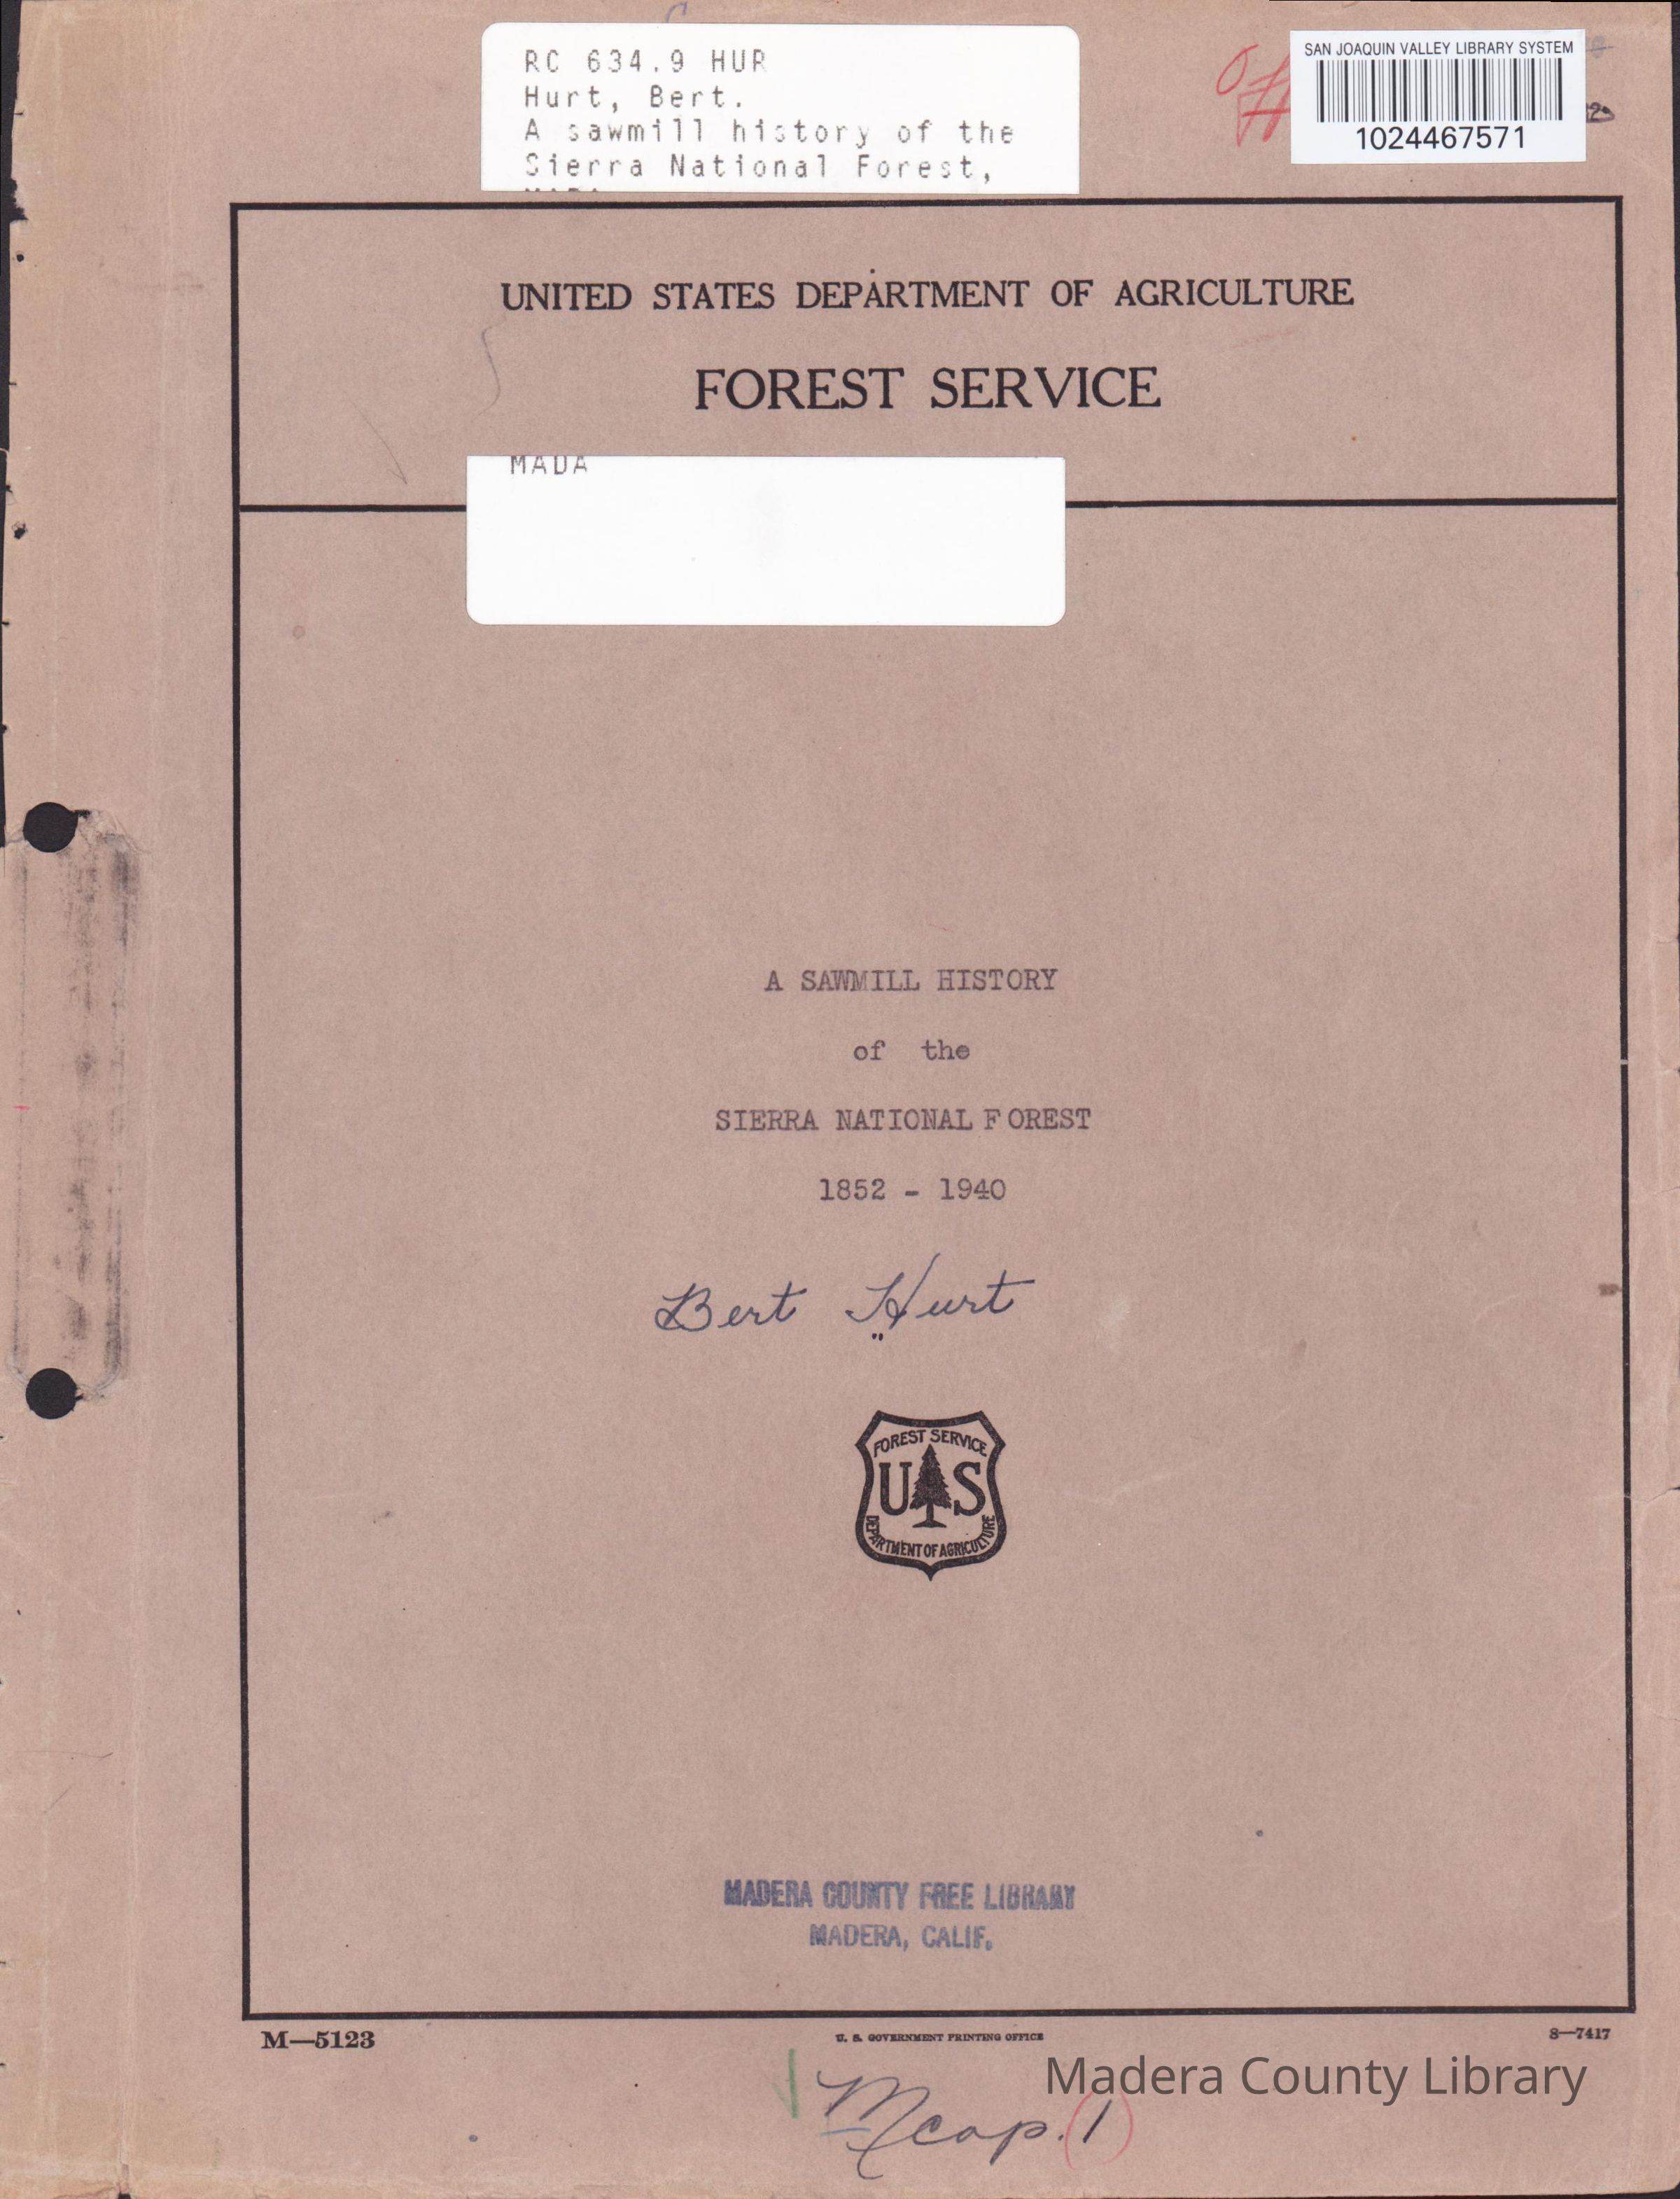 RC 634.9 HUR
Hurt, Bert.
A sawmill history of the
Sierra National Forest,
SAN JOAQUIN VALLEY LIBRARY SYSTEM
1024467571
UNITED STATES DEPARTMENT OF AGRICULTURE
FOREST SERVICE
MADA
A SAWMILL HISTORY
of the
SIERRA NATIONAL FOREST
1852 - 1940
Bert Hurt
FOREST SERVICE
U S
DEPARTMENT OF AGRICULTURE
MADERA COUNTY FREE LIBRARY
MADERA, CALIF.
M—5123
U. S. GOVERNMENT PRINTING OFFICE
8—7417
Madera County Library
Mcop. 1